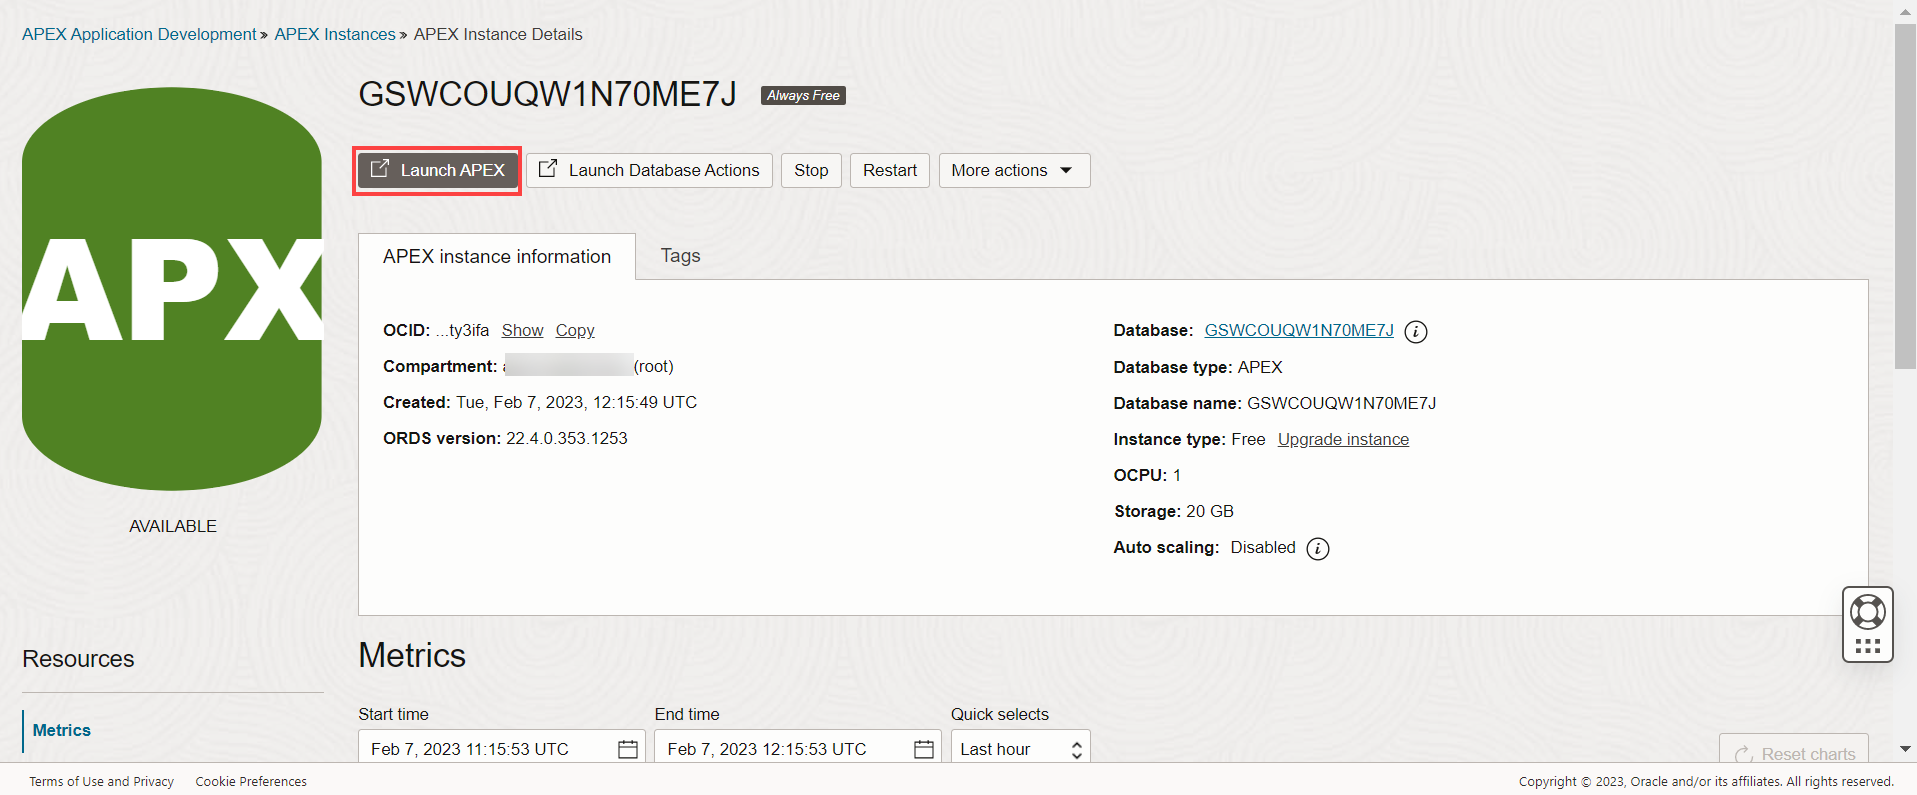 APEX Application Development » APEX Instances » APEX Instance Details
GSWCOUQW1N70ME7J Always Free
Launch APEX Launch Database Actions Stop Restart More actions
APX
AVAILABLE
APEX instance information Tags
OCID: ...ty3ifa Show Copy
Compartment: (root)
Created: Tue, Feb 7, 2023, 12:15:49 UTC
ORDS version: 22.4.0.353.1253
Database: GSWCOUQW1N70ME7J
Database type: APEX
Database name: GSWCOUQW1N70ME7J
Instance type: Free Upgrade instance
OCPU: 1
Storage: 20 GB
Auto scaling: Disabled
Resources
Metrics
Metrics
Start time End time Quick selects
Feb 7, 2023 11:15:53 UTC Feb 7, 2023 12:15:53 UTC Last hour
Reset charts
Terms of Use and Privacy Cookie Preferences
Copyright © 2023, Oracle and/or its affiliates. All rights reserved.